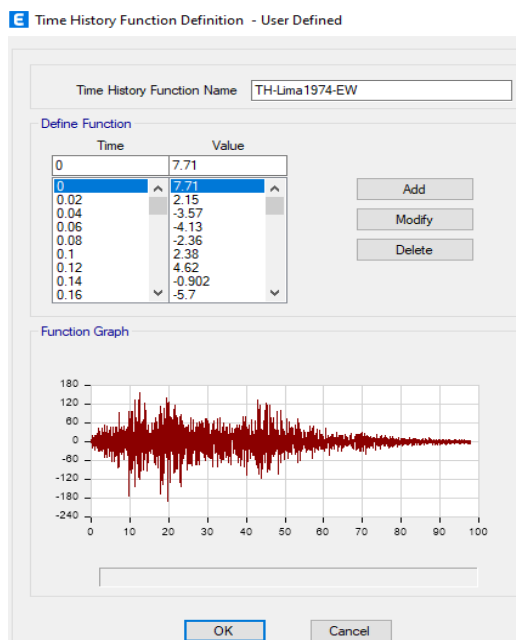 E Time History Function Definition - User Defined
Time History Function Name TH-Lima1974-EW
Define Function
Time Value
0 7.71
0 7.71
0.02 2.15
0.04 -3.57
0.06 -4.13
0.08 -2.36
0.1 2.38
0.12 4.62
0.14 -0.902
0.16 -5.7
Add
Modify
Delete
Function Graph
180
120
60
0
-60
-120
-180
-240
0 10 20 30 40 50 60 70 80 90 100
OK Cancel